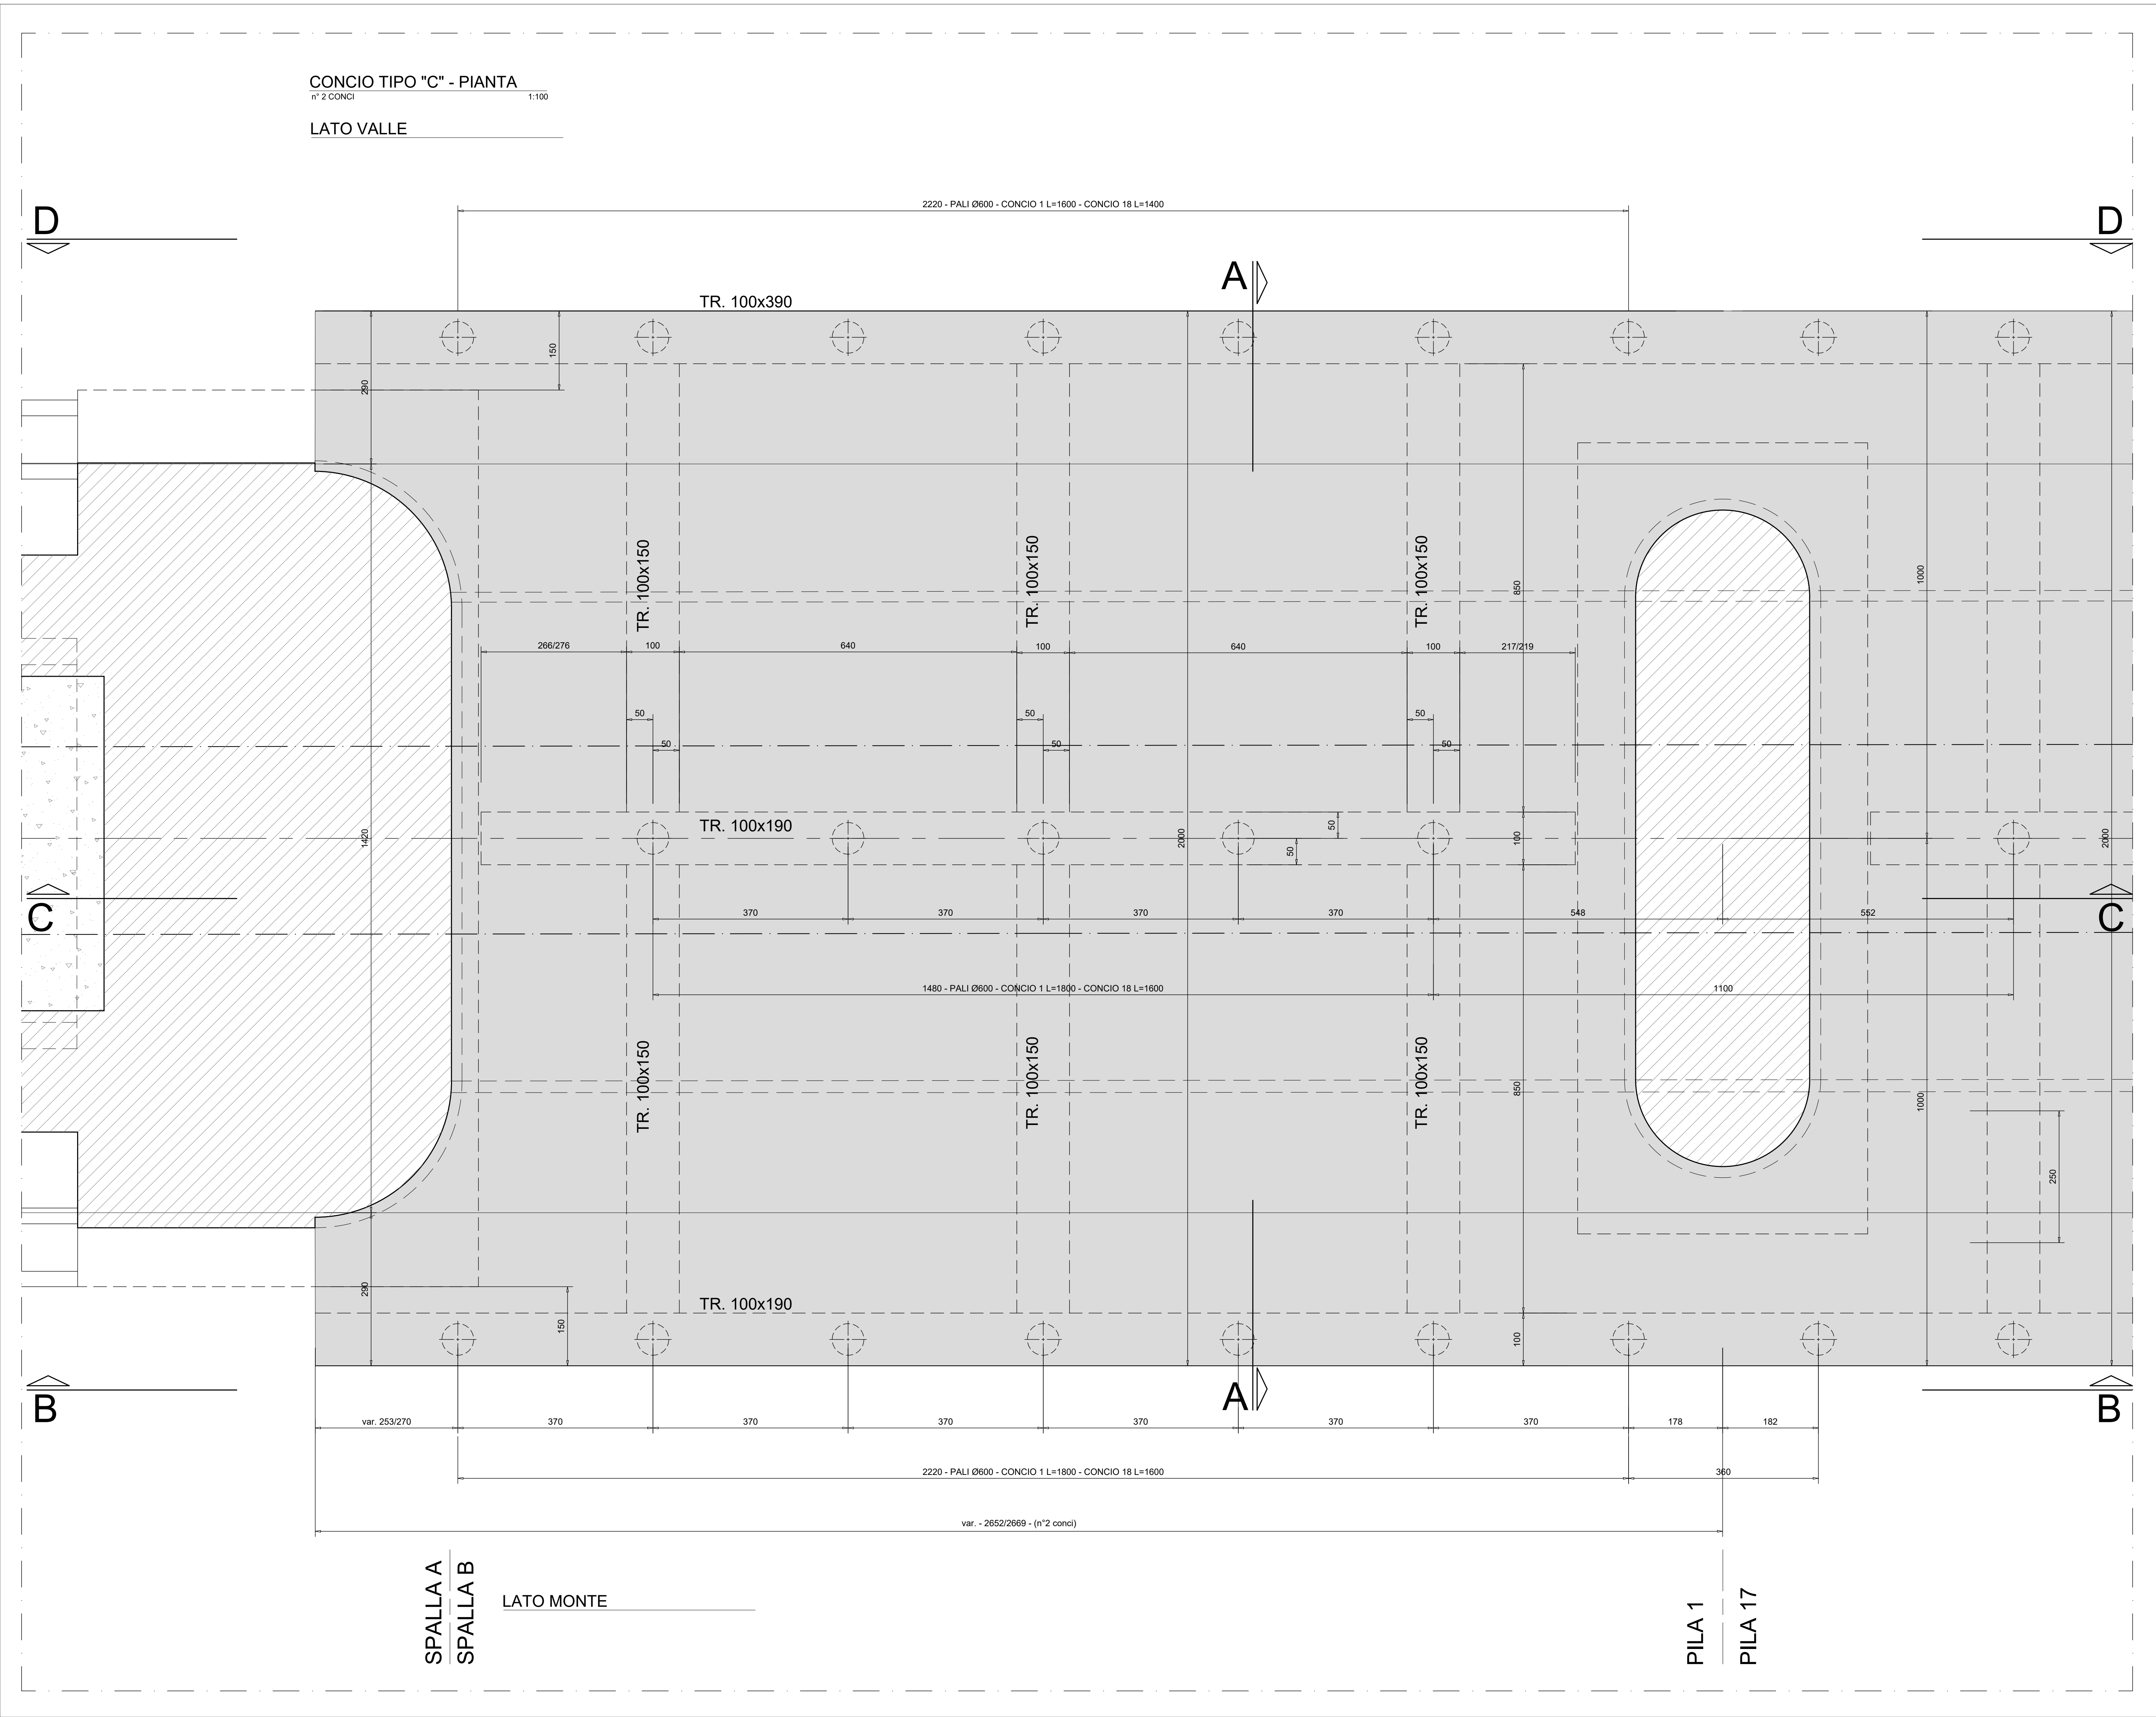 CONCIO TIPO "C" - PIANTA
n° 2 CONCI 1:100
LATO VALLE
2220 - PALI Ø600 - CONCIO 1 L=1600 - CONCIO 18 L=1400
D
D
A
TR. 100x390
150
290
TR. 100x150
TR. 100x150
TR. 100x150
850
1000
266/276
100
640
100
640
100
217/219
50
50
50
50
50
50
TR. 100x190
1420
2000
50
50
100
2000
C
C
370
370
370
370
548
552
1480 - PALI Ø600 - CONCIO 1 L=1800 - CONCIO 18 L=1600
1100
TR. 100x150
TR. 100x150
TR. 100x150
850
1000
250
290
TR. 100x190
150
100
B
A
B
var. 253/270
370
370
370
370
370
370
178
182
2220 - PALI Ø600 - CONCIO 1 L=1800 - CONCIO 18 L=1600
360
var. - 2652/2669 - (n°2 conci)
SPALLA A
SPALLA B
LATO MONTE
PILA 1
PILA 17